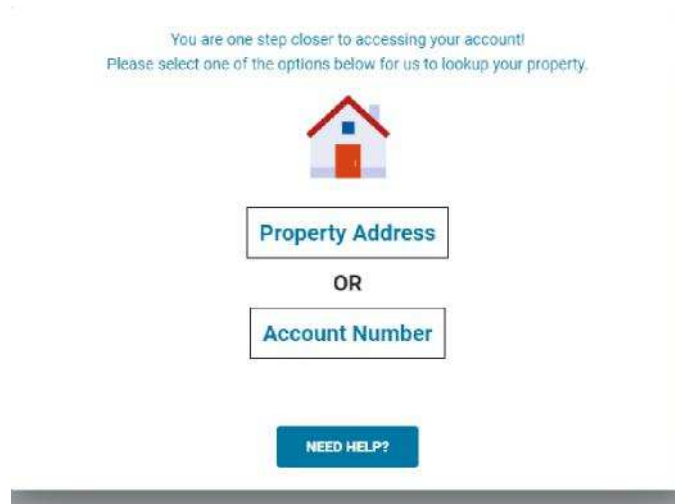 You are one step closer to accessing your account!
Please select one of the options below for us to lookup your property.
Property Address
OR
Account Number
NEED HELP?